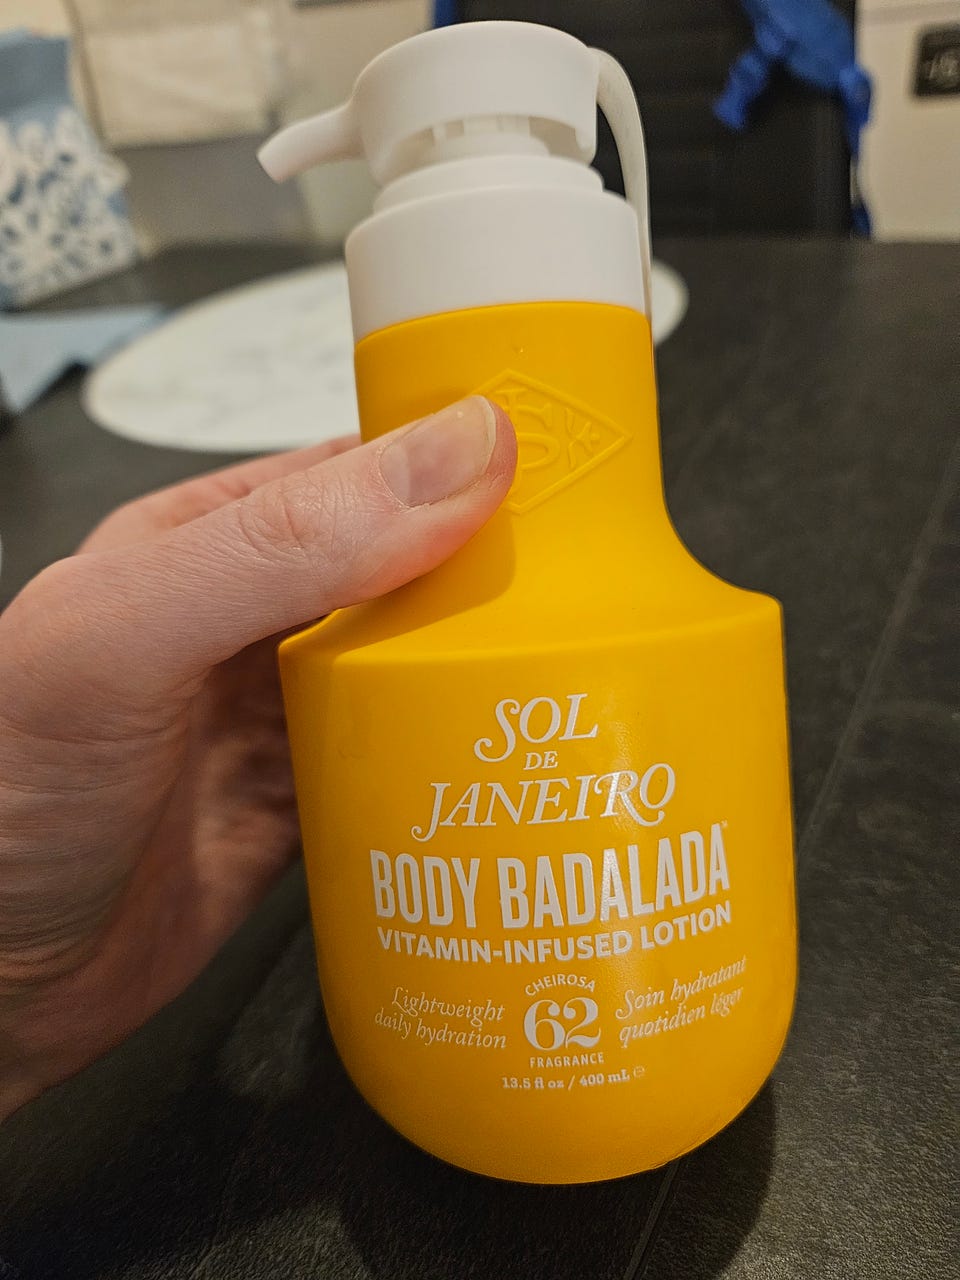 SOL
DE
JANEIRO
BODY BADALADA™
VITAMIN-INFUSED LOTION
Lightweight
daily hydration
CHEIROSA
62
FRAGRANCE
Soin hydratant
quotidien léger
13.5 fl oz / 400 mL ℮